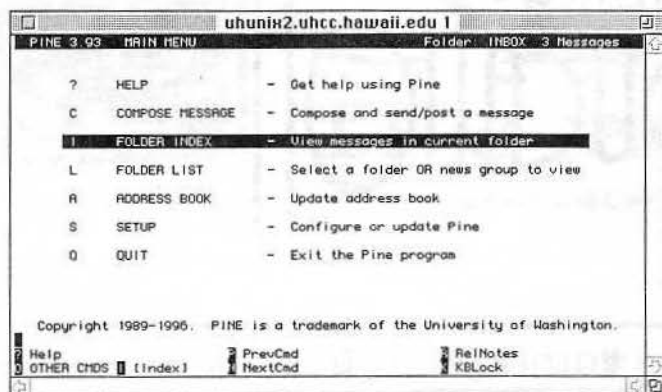 uhunix2.uhcc.hawaii.edu 1
PINE 3.93 MAIN MENU Folder: INBOX 3 Messages
? HELP - Get help using Pine
C COMPOSE MESSAGE - Compose and send/post a message
I FOLDER INDEX - View messages in current folder
L FOLDER LIST - Select a folder OR news group to view
A ADDRESS BOOK - Update address book
S SETUP - Configure or update Pine
Q QUIT - Exit the Pine program
Copyright 1989-1996. PINE is a trademark of the University of Washington.
? Help P PrevCmd R RelNotes
O OTHER CMDS [Index] N NextCmd K KBLock